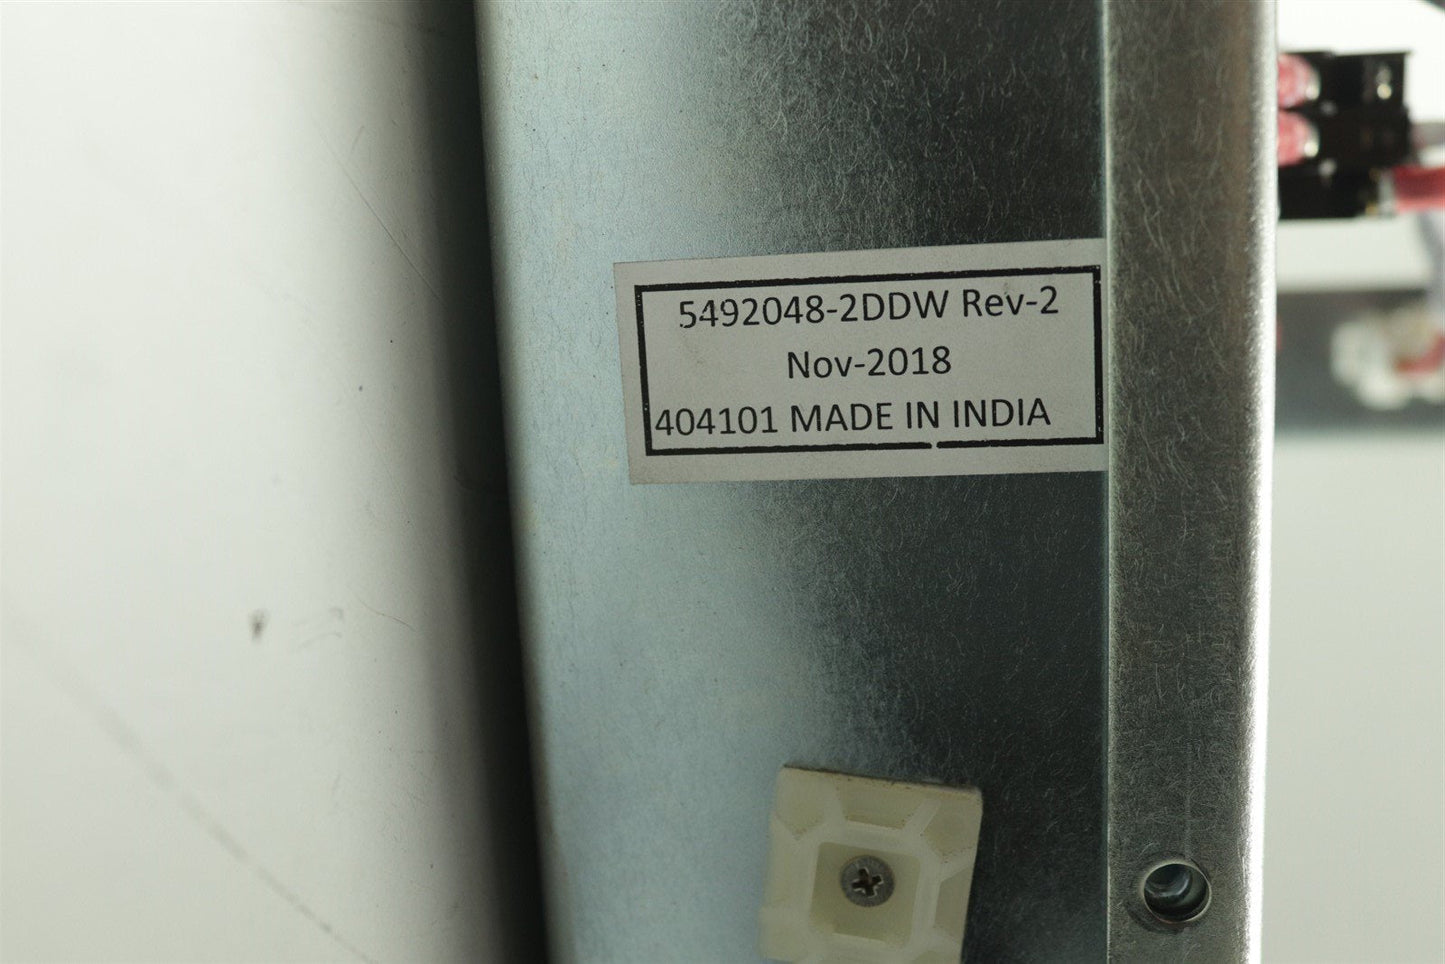 5492048-2DDW Rev-2
Nov-2018
404101 MADE IN INDIA